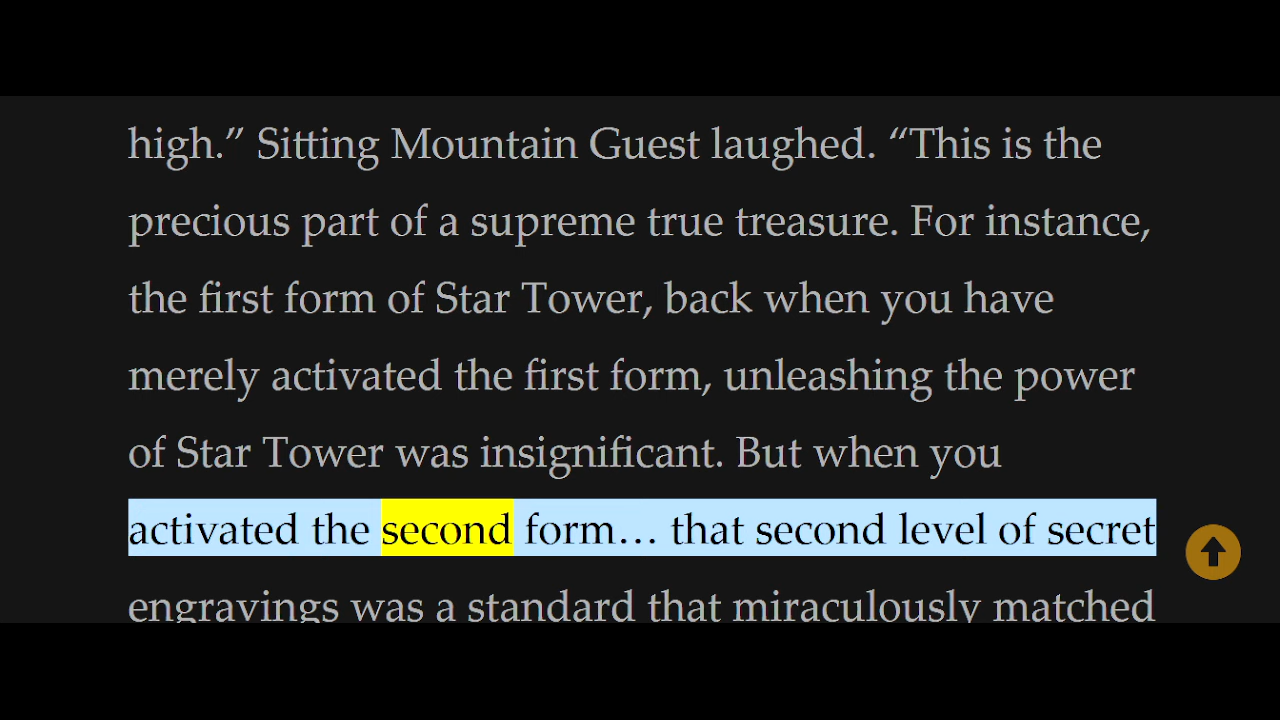 high.” Sitting Mountain Guest laughed. “This is the
precious part of a supreme true treasure. For instance,
the first form of Star Tower, back when you have
merely activated the first form, unleashing the power
of Star Tower was insignificant. But when you
activated the second form… that second level of secret
engravings was a standard that miraculously matched